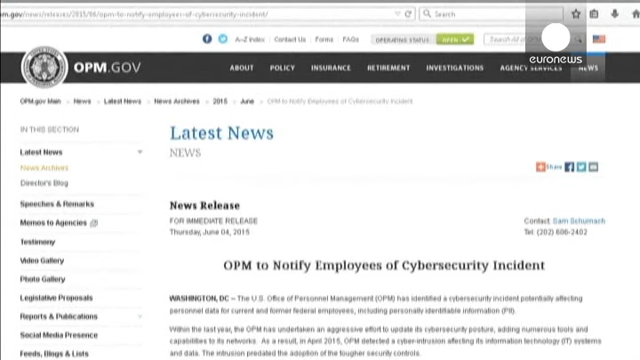 pm.gov/news/releases/2015/06/opm-to-notify-employees-of-cybersecurity-incident/
Search
euronews
A-Z Index Contact Us Forms FAQs OPERATING STATUS OPEN
OPM.GOV
ABOUT POLICY INSURANCE RETIREMENT INVESTIGATIONS AGENCY SERVICES NEWS
OPM.gov Main News Latest News News Archives 2015 June OPM to Notify Employees of Cybersecurity Incident
IN THIS SECTION
Latest News
News Archives
Director's Blog
Speeches & Remarks
Memos to Agencies
Testimony
Video Gallery
Photo Gallery
Legislative Proposals
Reports & Publications
Social Media Presence
Feeds, Blogs & Lists
Latest News
NEWS
Share
News Release
FOR IMMEDIATE RELEASE
Thursday, June 04, 2015
Contact: Sam Schumach
Tel: (202) 606-2402
OPM to Notify Employees of Cybersecurity Incident
WASHINGTON, DC – The U.S. Office of Personnel Management (OPM) has identified a cybersecurity incident potentially affecting
personnel data for current and former federal employees, including personally identifiable information (PII).
Within the last year, the OPM has undertaken an aggressive effort to update its cybersecurity posture, adding numerous tools and
capabilities to its networks. As a result, in April 2015, OPM detected a cyber-intrusion affecting its information technology (IT) systems
and data. The intrusion predated the adoption of the tougher security controls.